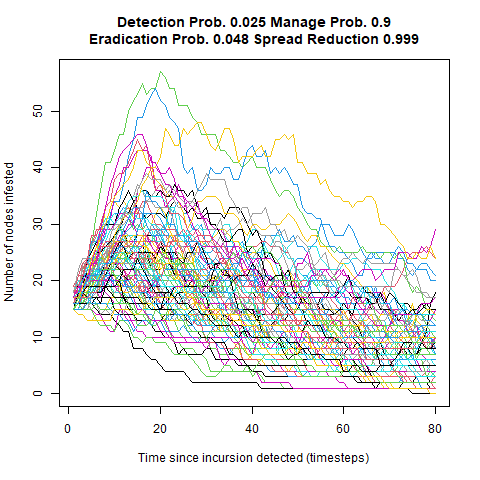 Detection Prob. 0.025 Manage Prob. 0.9
Eradication Prob. 0.048 Spread Reduction 0.999
Number of nodes infested
50
40
30
20
10
0
0 20 40 60 80
Time since incursion detected (timesteps)